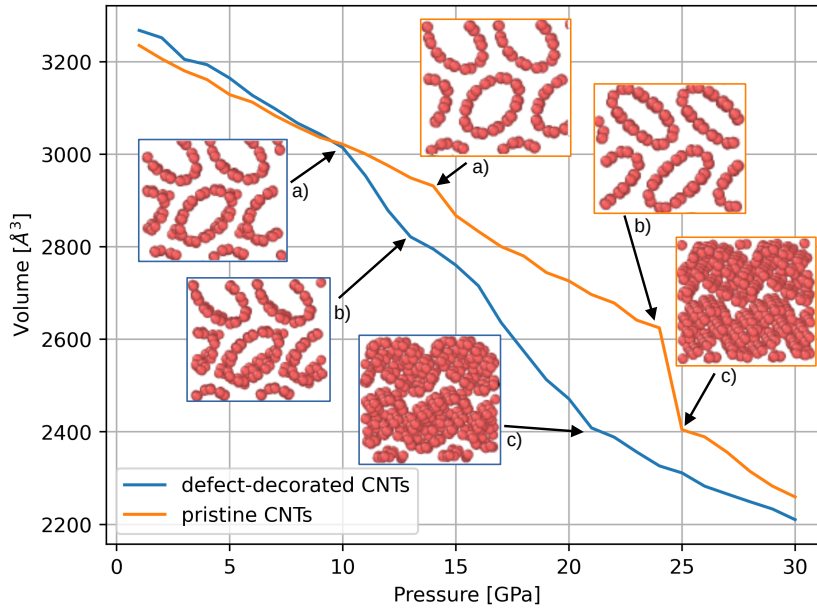 3200
3000
2800
2600
2400
2200
Volume [Å³]
a)
b)
c)
a)
b)
c)
defect-decorated CNTs
pristine CNTs
0 5 10 15 20 25 30
Pressure [GPa]